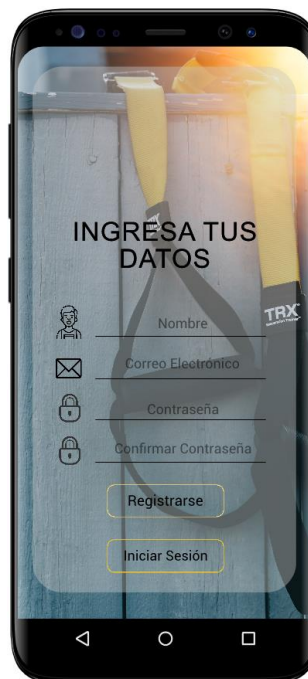 INGRESA TUS
DATOS
TRX
Nombre
Correo Electrónico
Contraseña
Confirmar Contraseña
Registrarse
Iniciar Sesión